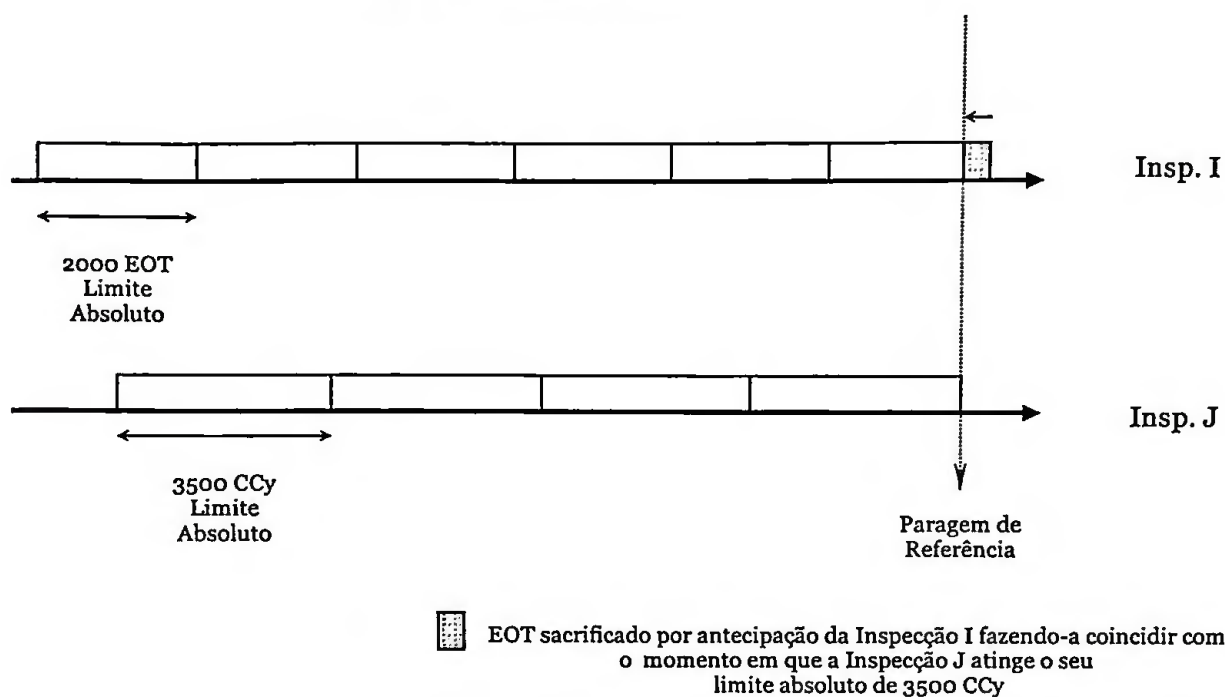 Insp. I
2000 EOT
Limite
Absoluto
Insp. J
3500 CCy
Limite
Absoluto
Paragem de
Referência
EOT sacrificado por antecipação da Inspecção I fazendo-a coincidir com
o momento em que a Inspecção J atinge o seu
limite absoluto de 3500 CCy